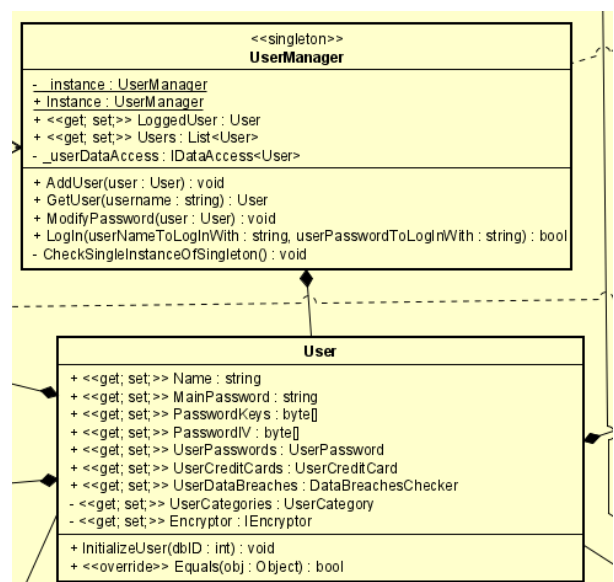 <<singleton>>
UserManager
- _instance : UserManager
+ Instance : UserManager
+ <<get; set;>> LoggedUser : User
+ <<get; set;>> Users : List<User>
- _userDataAccess : IDataAccess<User>
+ AddUser(user : User) : void
+ GetUser(username : string) : User
+ ModifyPassword(user : User) : void
+ LogIn(userNameToLogInWith : string, userPasswordToLogInWith : string) : bool
- CheckSingleInstanceOfSingleton() : void
User
+ <<get; set;>> Name : string
+ <<get; set;>> MainPassword : string
+ <<get; set;>> PasswordKeys : byte[]
+ <<get; set;>> PasswordIV : byte[]
+ <<get; set;>> UserPasswords : UserPassword
+ <<get; set;>> UserCreditCards : UserCreditCard
+ <<get; set;>> UserDataBreaches : DataBreachesChecker
- <<get; set;>> UserCategories : UserCategory
- <<get; set;>> Encryptor : IEncryptor
+ InitializeUser(dbID : int) : void
+ <<override>> Equals(obj : Object) : bool